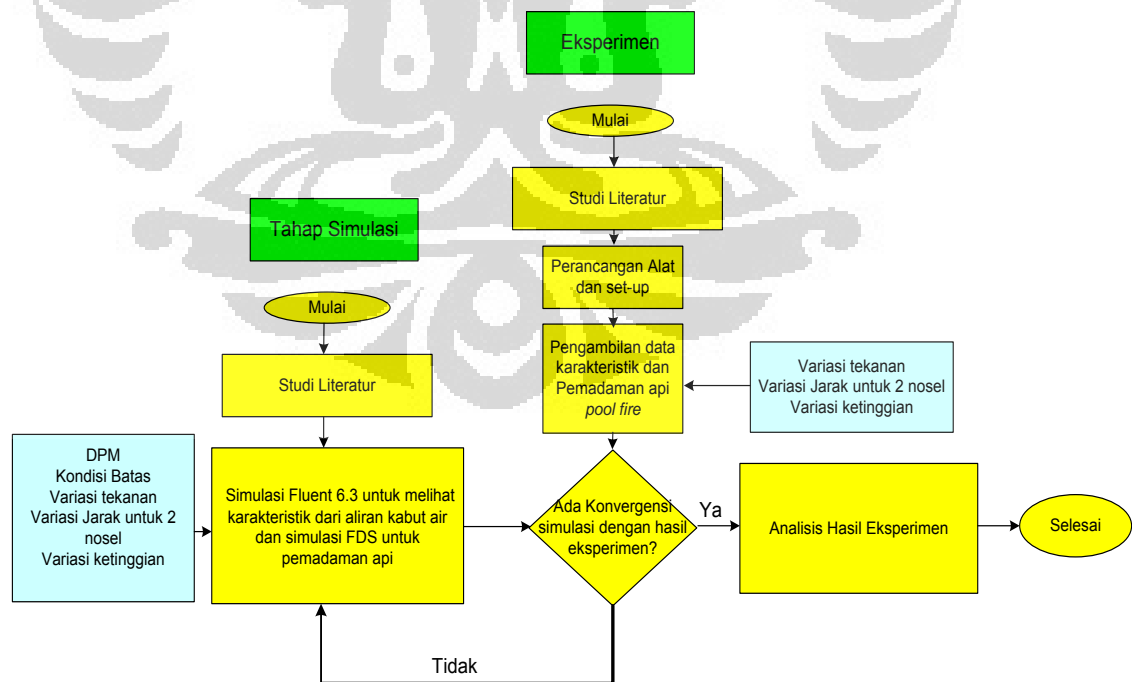 Eksperimen
Mulai
Studi Literatur
Tahap Simulasi
Perancangan Alat
dan set-up
Mulai
Pengambilan data
karakteristik dan
Pemadaman api
pool fire
Variasi tekanan
Variasi Jarak untuk 2 nosel
Variasi ketinggian
Studi Literatur
DPM
Kondisi Batas
Variasi tekanan
Variasi Jarak untuk 2
nosel
Variasi ketinggian
Simulasi Fluent 6.3 untuk melihat
karakteristik dari aliran kabut air
dan simulasi FDS untuk
pemadaman api
Ada Konvergensi
simulasi dengan hasil
eksperimen?
Ya
Analisis Hasil Eksperimen
Selesai
Tidak